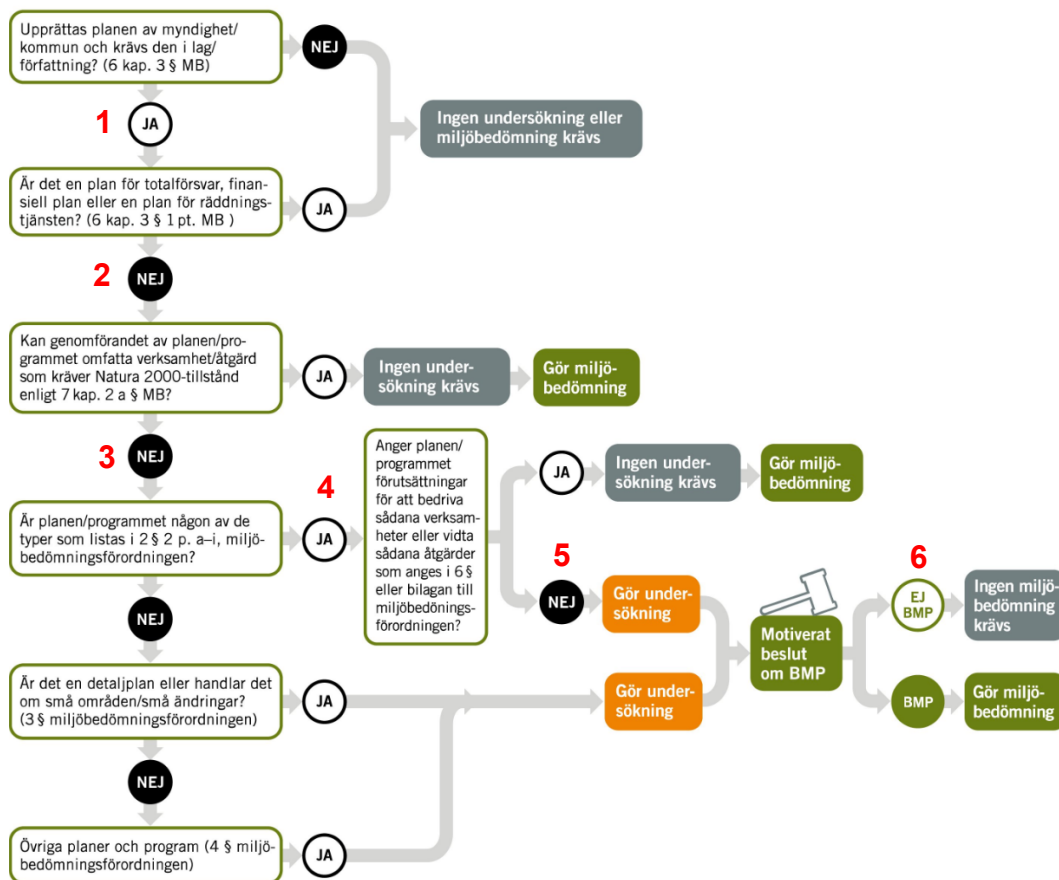 Upprättas planen av myndighet/
kommun och krävs den i lag/
författning? (6 kap. 3 § MB)
NEJ
1
JA
Ingen undersökning eller
miljöbedömning krävs
Är det en plan för totalförsvar, finan-
siell plan eller en plan för räddnings-
tjänsten? (6 kap. 3 § 1 pt. MB )
JA
2
NEJ
Kan genomförandet av planen/pro-
grammet omfatta verksamhet/åtgärd
som kräver Natura 2000-tillstånd
enligt 7 kap. 2 a § MB?
JA
Ingen under-
sökning krävs
Gör miljö-
bedömning
3
NEJ
Är planen/programmet någon av de
typer som listas i 2 § 2 p. a–i, miljö-
bedömningsförordningen?
4
JA
Anger planen/
programmet
förutsättningar
för att bedriva
sådana verksam-
heter eller vidta
sådana åtgärder
som anges i 6 §
eller bilagan till
miljöbedönings-
förordningen?
JA
Ingen under-
sökning krävs
Gör miljö-
bedömning
5
NEJ
Gör under-
sökning
Motiverat
beslut
om BMP
6
EJ
BMP
Ingen miljö-
bedömning
krävs
BMP
Gör miljö-
bedömning
NEJ
Är det en detaljplan eller handlar det
om små områden/små ändringar?
(3 § miljöbedömningsförordningen)
JA
Gör under-
sökning
NEJ
Övriga planer och program (4 § miljö-
bedömningsförordningen)
JA